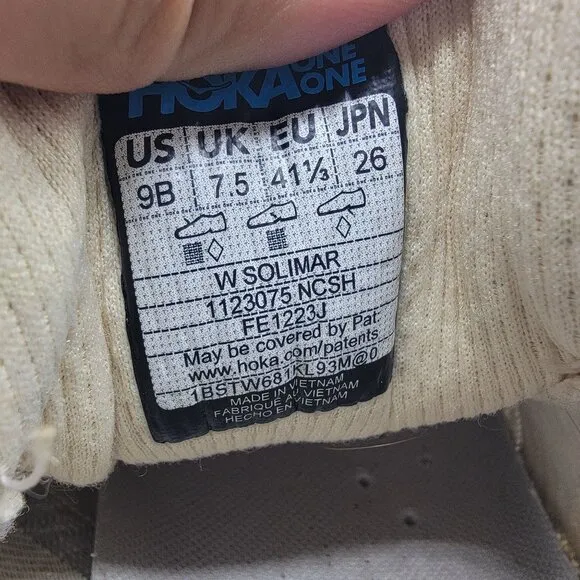 HOKA ONE ONE
US UK EU JPN
9B 7.5 41⅓ 26
W SOLIMAR
1123075 NCSH
FE1223J
May be covered by Pat.
www.hoka.com/patents
1BSTW681KL93M@0
MADE IN VIETNAM
FABRIQUÉ AU VIETNAM
HECHO EN VIETNAM